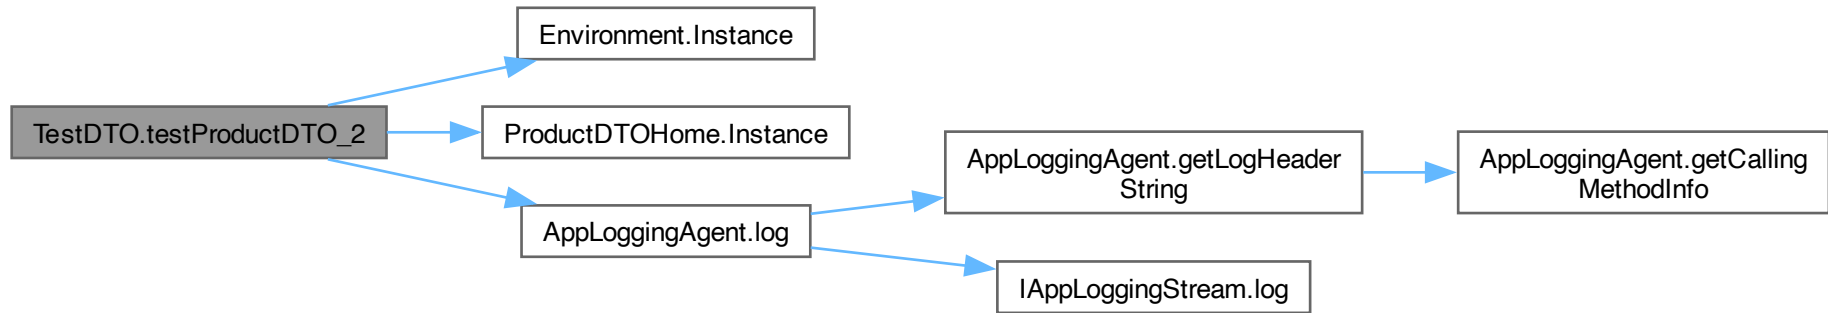 Environment.Instance
TestDTO.testProductDTO_2
ProductDTOHome.Instance
AppLoggingAgent.log
AppLoggingAgent.getLogHeader
String
AppLoggingAgent.getCalling
MethodInfo
IAppLoggingStream.log